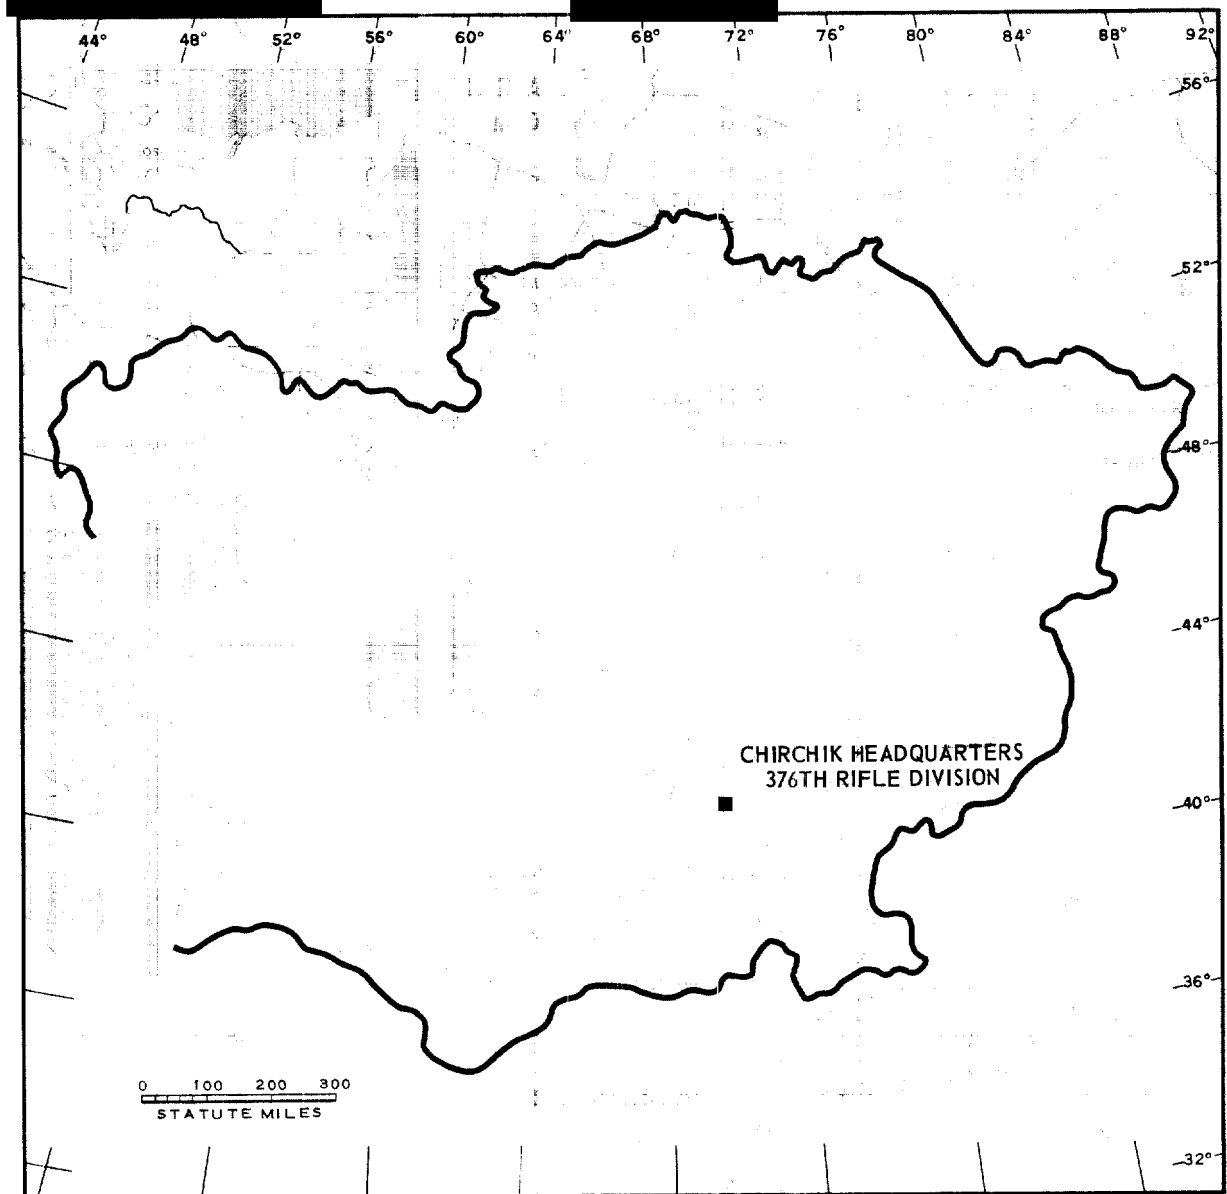 44° 48° 52° 56° 60° 64° 68° 72° 76° 80° 84° 88° 92°
56°
52°
48°
44°
CHIRCHIK HEADQUARTERS
376TH RIFLE DIVISION
40°
36°
0 100 200 300
STATUTE MILES
32°